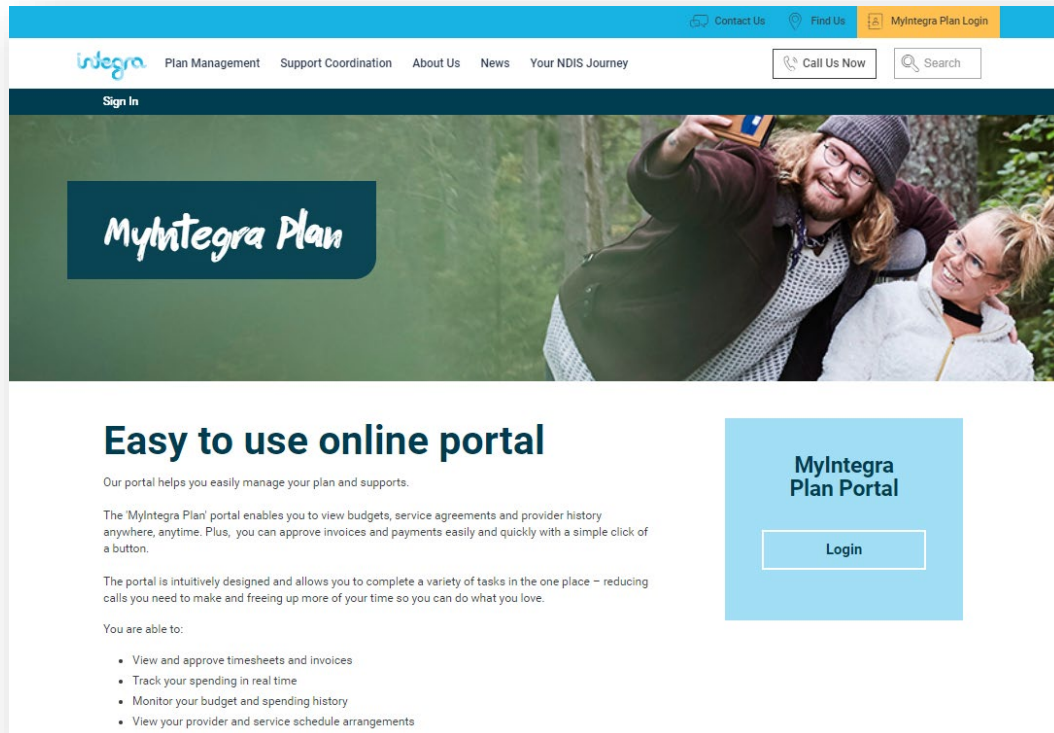 Contact Us
Find Us
MyIntegra Plan Login
integra
Plan Management
Support Coordination
About Us
News
Your NDIS Journey
Call Us Now
Search
Sign In
MyIntegra Plan
Easy to use online portal
Our portal helps you easily manage your plan and supports.
The 'MyIntegra Plan' portal enables you to view budgets, service agreements and provider history
anywhere, anytime. Plus,  you can approve invoices and payments easily and quickly with a simple click of
a button.
The portal is intuitively designed and allows you to complete a variety of tasks in the one place – reducing
calls you need to make and freeing up more of your time so you can do what you love.
You are able to:
• View and approve timesheets and invoices
• Track your spending in real time
• Monitor your budget and spending history
• View your provider and service schedule arrangements
MyIntegra
Plan Portal
Login